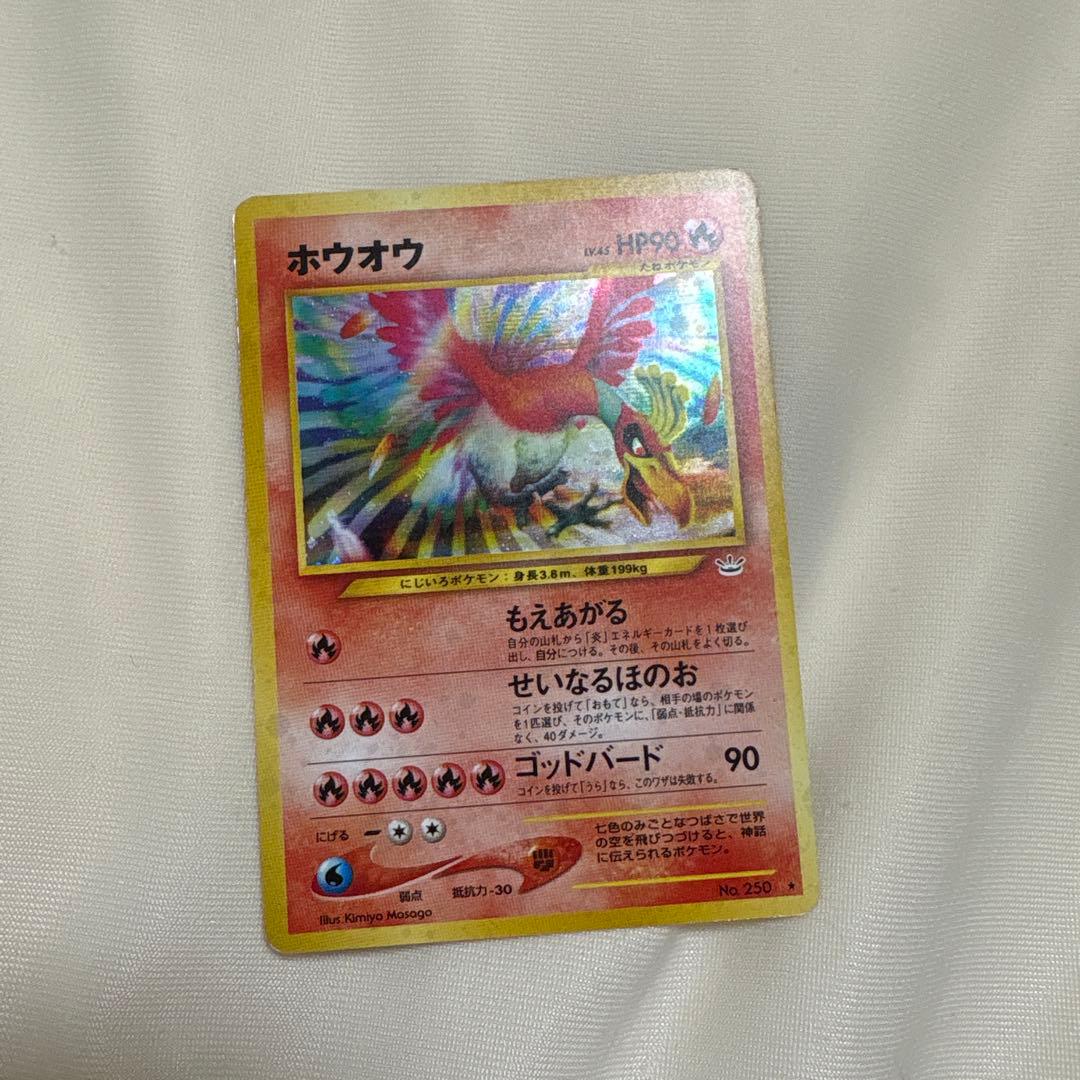 ホウオウ
LV.45 HP90
たねポケモン
にじいろポケモン：身長3.8m、体重199kg
もえあがる
自分の山札から「炎」エネルギーカードを1枚選び
出し、自分につける。その後、その山札をよく切る。
せいなるほのお
コインを投げて「おもて」なら、相手の場のポケモン
を1匹選び、そのポケモンに、「弱点・抵抗力」に関係
なく、40ダメージ。
ゴッドバード 90
コインを投げて「うら」なら、このワザは失敗する。
にげる
七色のみごとなつばさで世界
の空を飛びつづけると、神話
に伝えられるポケモン。
弱点 抵抗力-30
No. 250 ★
Illus. Kimiya Masago